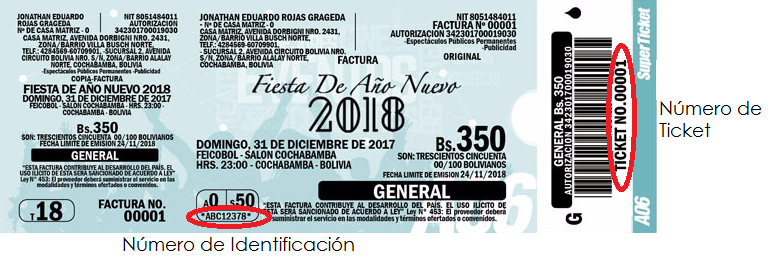 JONATHAN EDUARDO
ROJAS GRAGEDA
Nº DE CASA MATRIZ - 0
CASA MATRIZ, AVENIDA DORBIGNI NRO. 2431,
ZONA/BARRIO VILLA BUSCH NORTE,
TELF.: 4284569-60709901,
- SUCURSAL 2, AVENIDA
CIRCUITO BOLIVIA NRO. S/N, ZONA/BARRIO ALALAY NORTE,
COCHABAMBA, BOLIVIA
NIT 8051484011
AUTORIZACION
342301700019030
-Espectáculos Públicos Permanentes -Publicidad
COPIA FACTURA
FIESTA DE AÑO NUEVO 2018
DOMINGO, 31 DE DICIEMBRE DE 2017
FEICOBOL - SALON COCHABAMBA - HRS. 23:00 -
COCHABAMBA - BOLIVIA
Bs.350
SON: TRESCIENTOS CINCUENTA 00/100 BOLIVIANOS
FECHA LIMITE DE EMISION 24/11/2018
GENERAL
"ESTA FACTURA CONTRIBUYE AL DESARROLLO DEL PAÍS. EL
USO ILÍCITO DE ESTA SERA SANCIONADO DE ACUERDO A LEY"
Ley N° 453: El proveedor deberá suministrar el servicio en las
modalidades y términos ofertados o convenidos.
T18
FACTURA NO.
00001
JONATHAN EDUARDO
ROJAS GRAGEDA
Nº DE CASA MATRIZ - 0
CASA MATRIZ, AVENIDA DORBIGNI NRO. 2431,
ZONA/BARRIO VILLA BUSCH NORTE,
TELF.: 4284569-60709901,
- SUCURSAL 2, AVENIDA CIRCUITO BOLIVIA NRO.
S/N, ZONA/BARRIO ALALAY NORTE,
COCHABAMBA, BOLIVIA
NIT 8051484011
FACTURA Nº 00001
AUTORIZACION 342301700019030
-Espectáculos Públicos Permanentes
-Publicidad
FACTURA
ORIGINAL
Fiesta De Año Nuevo
2018
DOMINGO, 31 DE DICIEMBRE DE 2017
FEICOBOL - SALON COCHABAMBA
HRS. 23:00 - COCHABAMBA - BOLIVIA
Bs.350
SON: TRESCIENTOS CINCUENTA
00/100 BOLIVIANOS
FECHA LIMITE DE EMISION 24/11/2018
GENERAL
A0 S50
*ABC12378*
"ESTA FACTURA CONTRIBUYE AL DESARROLLO DEL PAÍS. EL USO ILÍCITO DE
ESTA SERA SANCIONADO DE ACUERDO A LEY" Ley N° 453: El proveedor deberá
suministrar el servicio en las modalidades y términos ofertados o convenidos.
A06
G
GENERAL Bs. 350
AUTORIZACION 342301700019030
TICKET NO.00001
SuperTicket
A06
Número de
Ticket
Número de Identificación